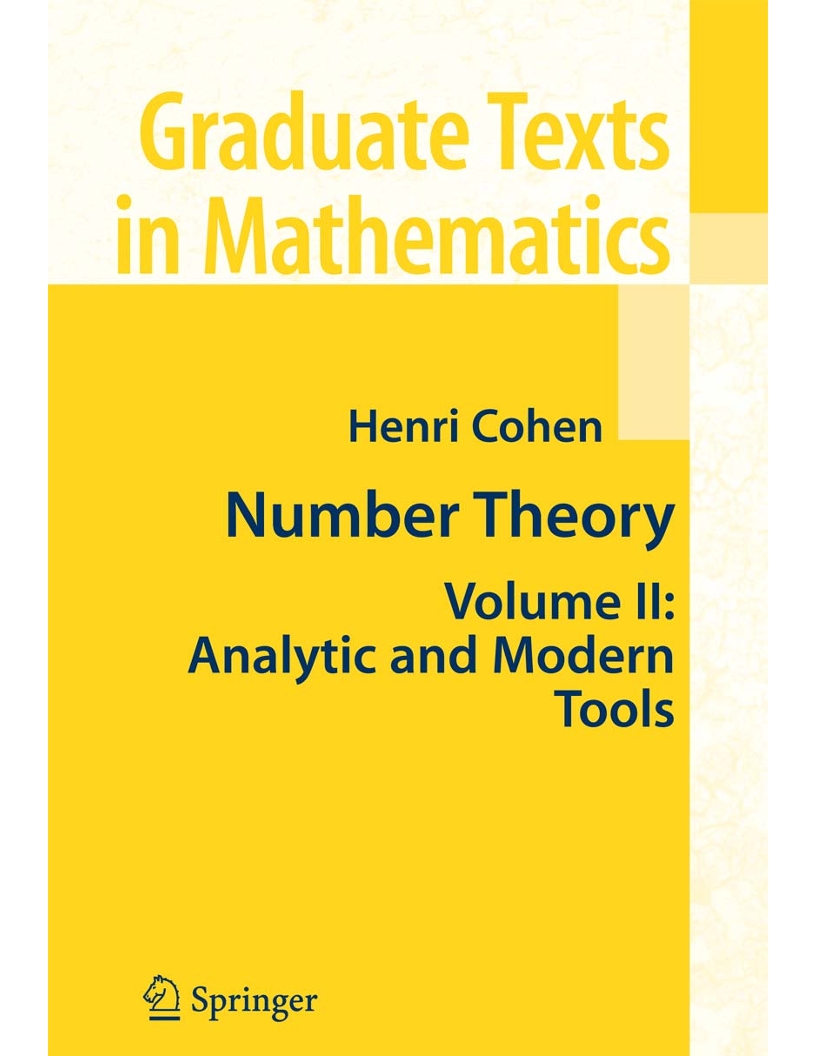 Graduate Texts
in Mathematics
Henri Cohen
Number Theory
Volume II:
Analytic and Modern
Tools
Springer